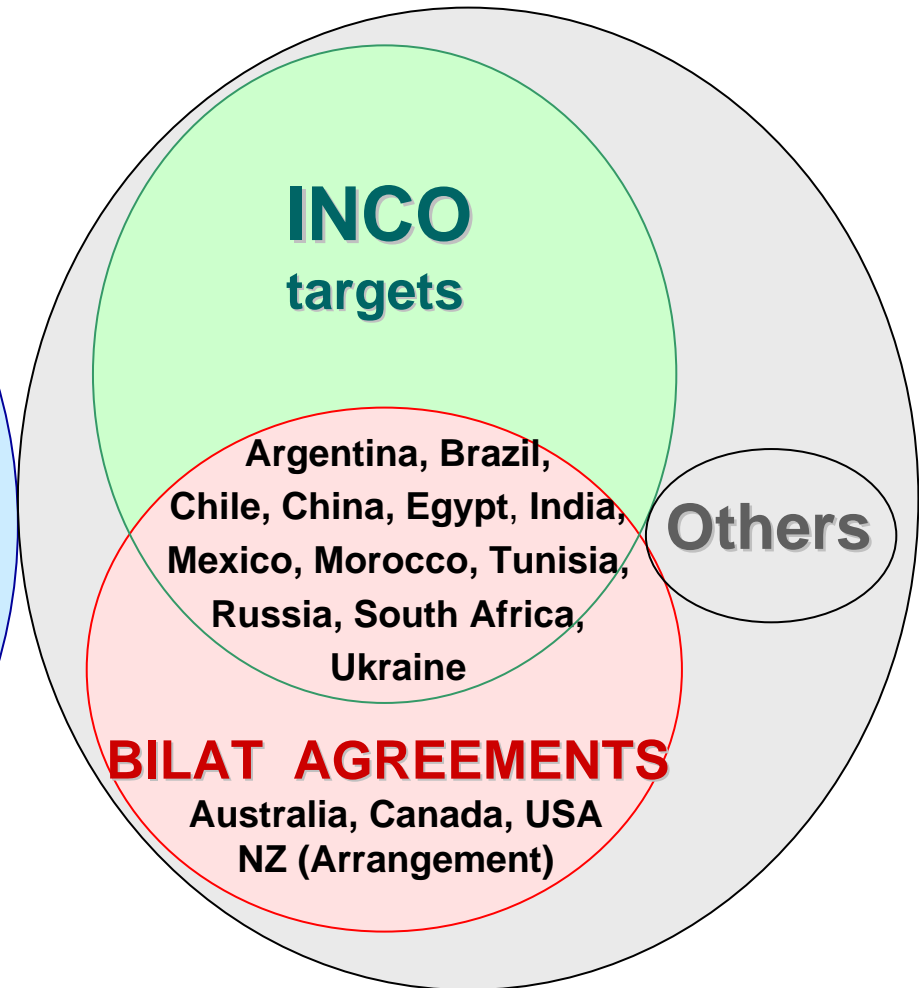 INCO
targets
Argentina, Brazil,
Chile, China, Egypt, India,
Mexico, Morocco, Tunisia,
Russia, South Africa,
Ukraine
Others
BILAT AGREEMENTS
Australia, Canada, USA
NZ (Arrangement)